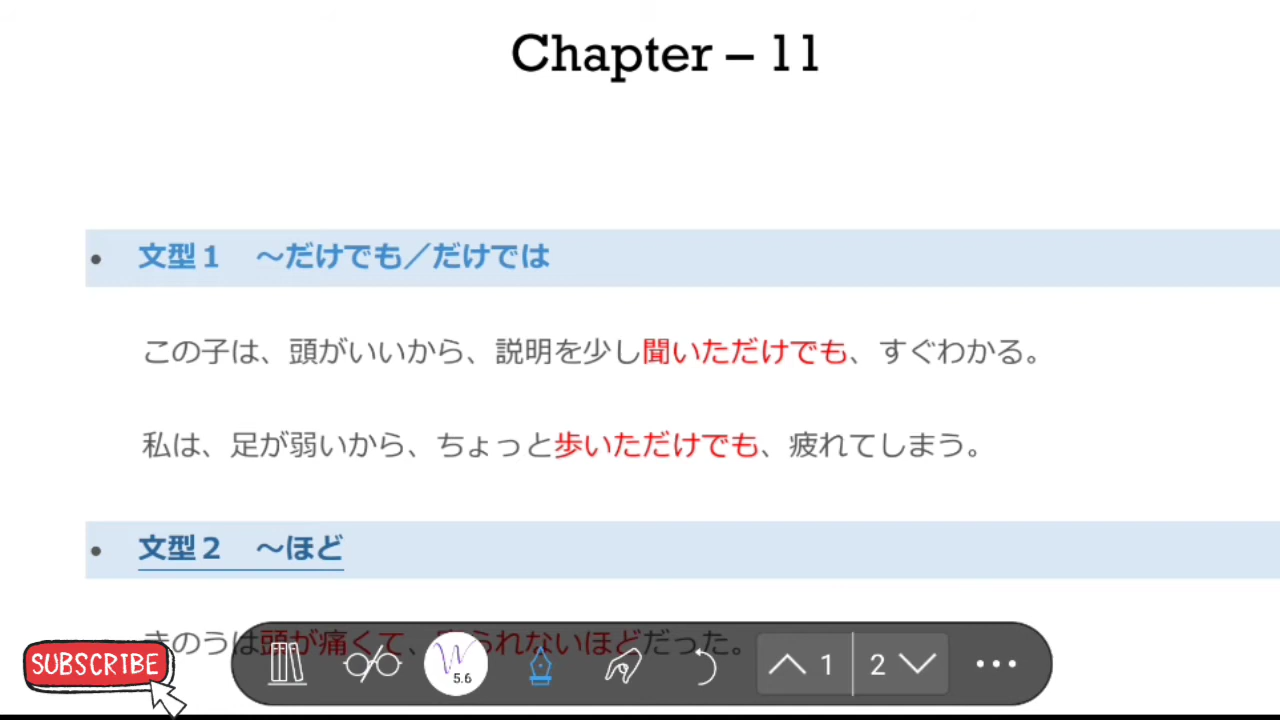 Chapter – 11
• 文型１　～だけでも／だけでは
この子は、頭がいいから、説明を少し聞いただけでも、すぐわかる。
私は、足が弱いから、ちょっと歩いただけでも、疲れてしまう。
• 文型２　～ほど
きのうは頭が痛くて、られないほどだった。
SUBSCRIBE
5.6
1
2